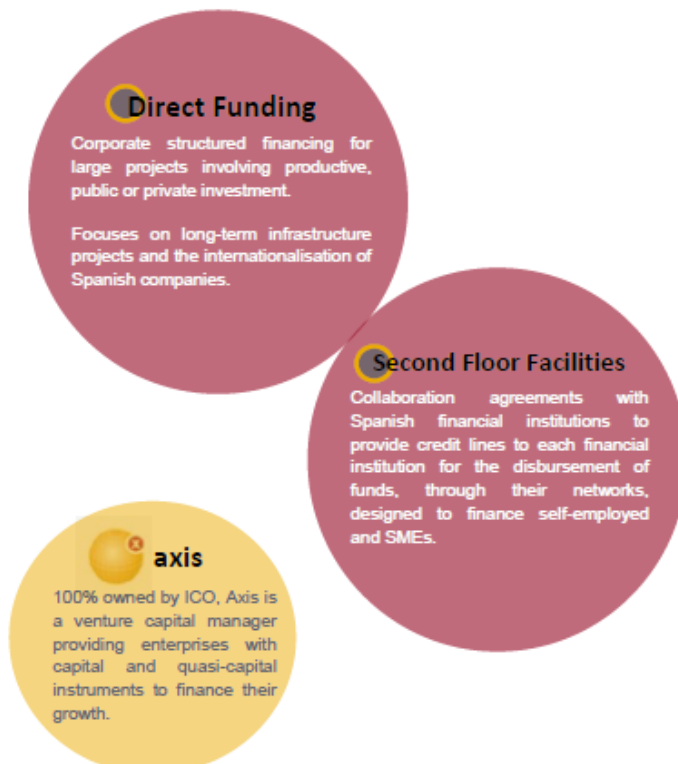 Direct Funding
Corporate structured financing for
large projects involving productive,
public or private investment.
Focuses on long-term infrastructure
projects and the internationalisation of
Spanish companies.
Second Floor Facilities
Collaboration agreements with
Spanish financial institutions to
provide credit lines to each financial
institution for the disbursement of
funds, through their networks,
designed to finance self-employed
and SMEs.
x
axis
100% owned by ICO, Axis is
a venture capital manager
providing enterprises with
capital and quasi-capital
instruments to finance their
growth.